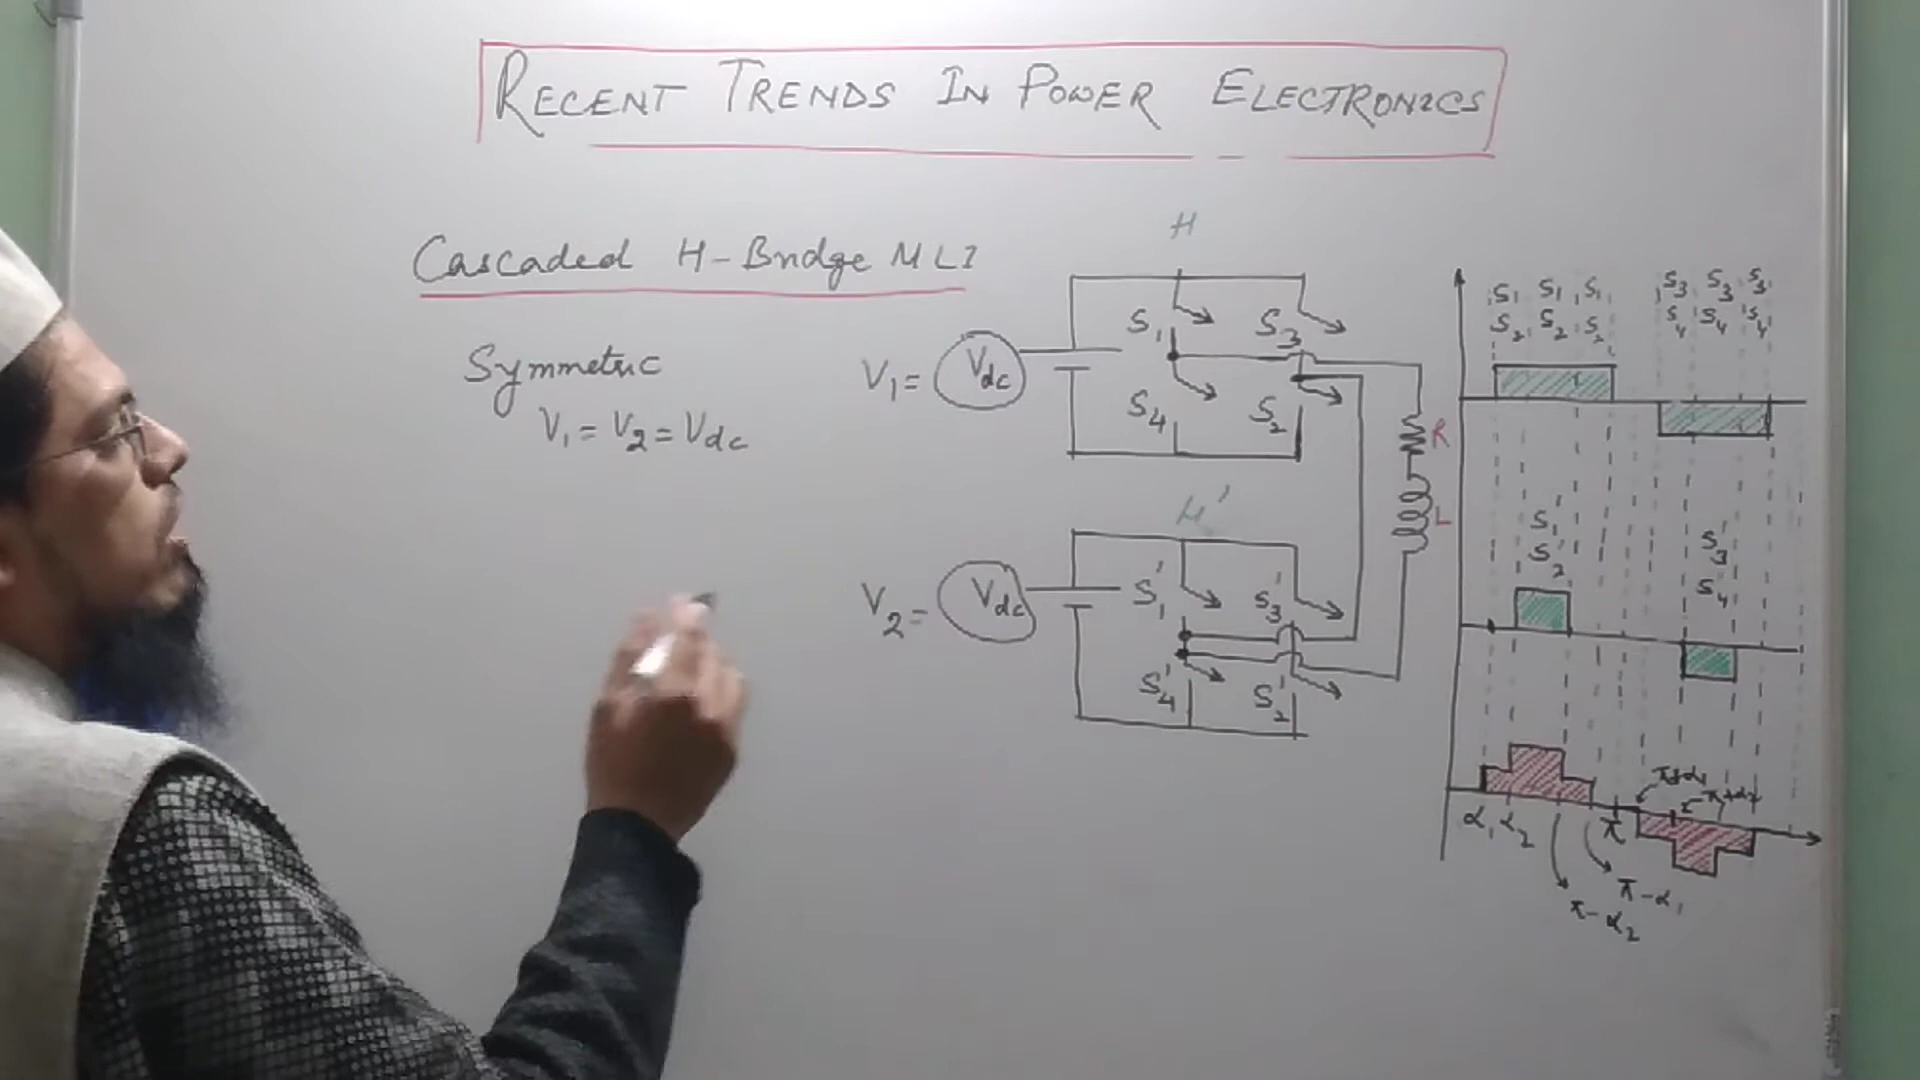 RECENT TRENDS IN POWER ELECTRONICS
Cascaded H-Bridge MLI
Symmetric
V1 = V2 = Vdc
H
V1 = Vdc
S1
S3
S4
S2
R
L
H'
V2 = Vdc
S1'
S3'
S4'
S2'
S1 S1 S1
S2 S2 S2
S3 S3 S3
S4 S4 S4
S1'
S2'
S3'
S4'
α1 α2
π
π+α1
π+α2
π-α1
π-α2